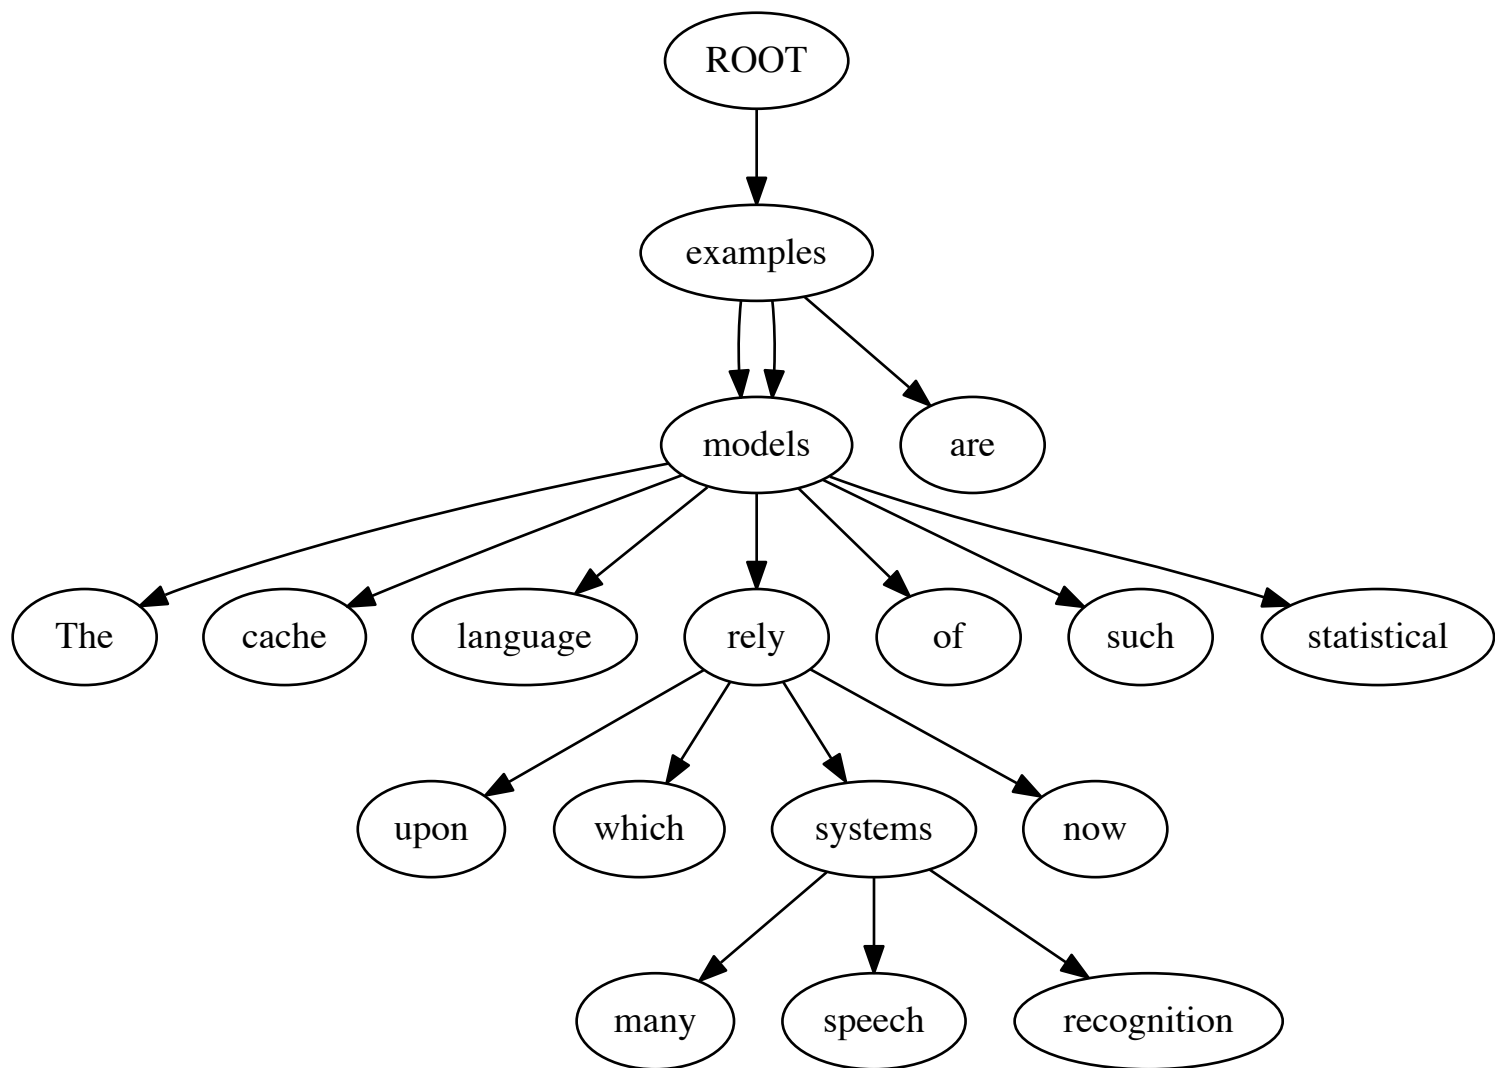 ROOT
examples
models are
The cache language rely of such statistical
upon which systems now
many speech recognition